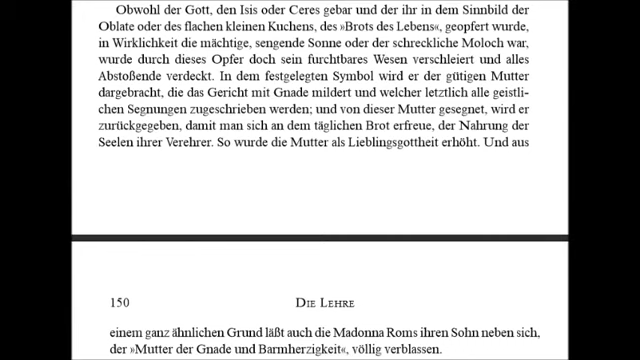 Obwohl der Gott, den Isis oder Ceres gebar und der ihr in dem Sinnbild der
Oblate oder des flachen kleinen Kuchens, des »Brots des Lebens«, geopfert wurde,
in Wirklichkeit die mächtige, sengende Sonne oder der schreckliche Moloch war,
wurde durch dieses Opfer doch sein furchtbares Wesen verschleiert und alles
Abstoßende verdeckt. In dem festgelegten Symbol wird er der gütigen Mutter
dargebracht, die das Gericht mit Gnade mildert und welcher letztlich alle geistli-
chen Segnungen zugeschrieben werden; und von dieser Mutter gesegnet, wird er
zurückgegeben, damit man sich an dem täglichen Brot erfreue, der Nahrung der
Seelen ihrer Verehrer. So wurde die Mutter als Lieblingsgottheit erhöht. Und aus
150 DIE LEHRE
einem ganz ähnlichen Grund läßt auch die Madonna Roms ihren Sohn neben sich,
der »Mutter der Gnade und Barmherzigkeit«, völlig verblassen.